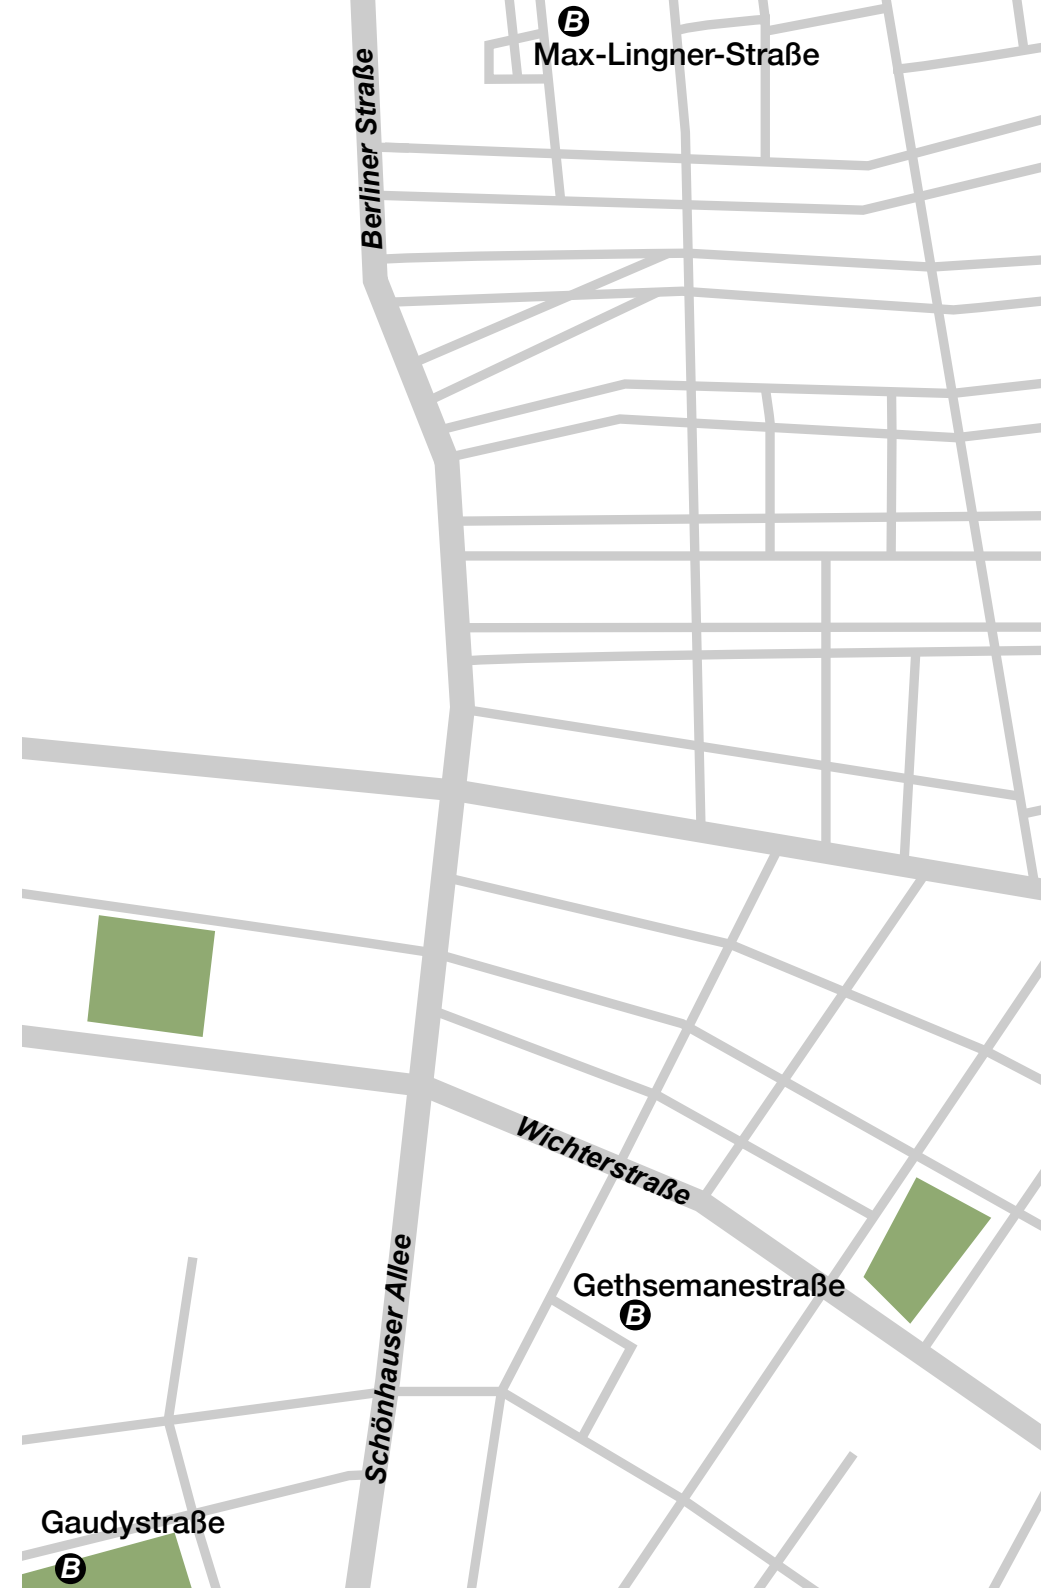 B
Max-Lingner-Straße
Berliner Straße
Wichterstraße
Schönhauser Allee
Gethsemanestraße
B
Gaudystraße
B